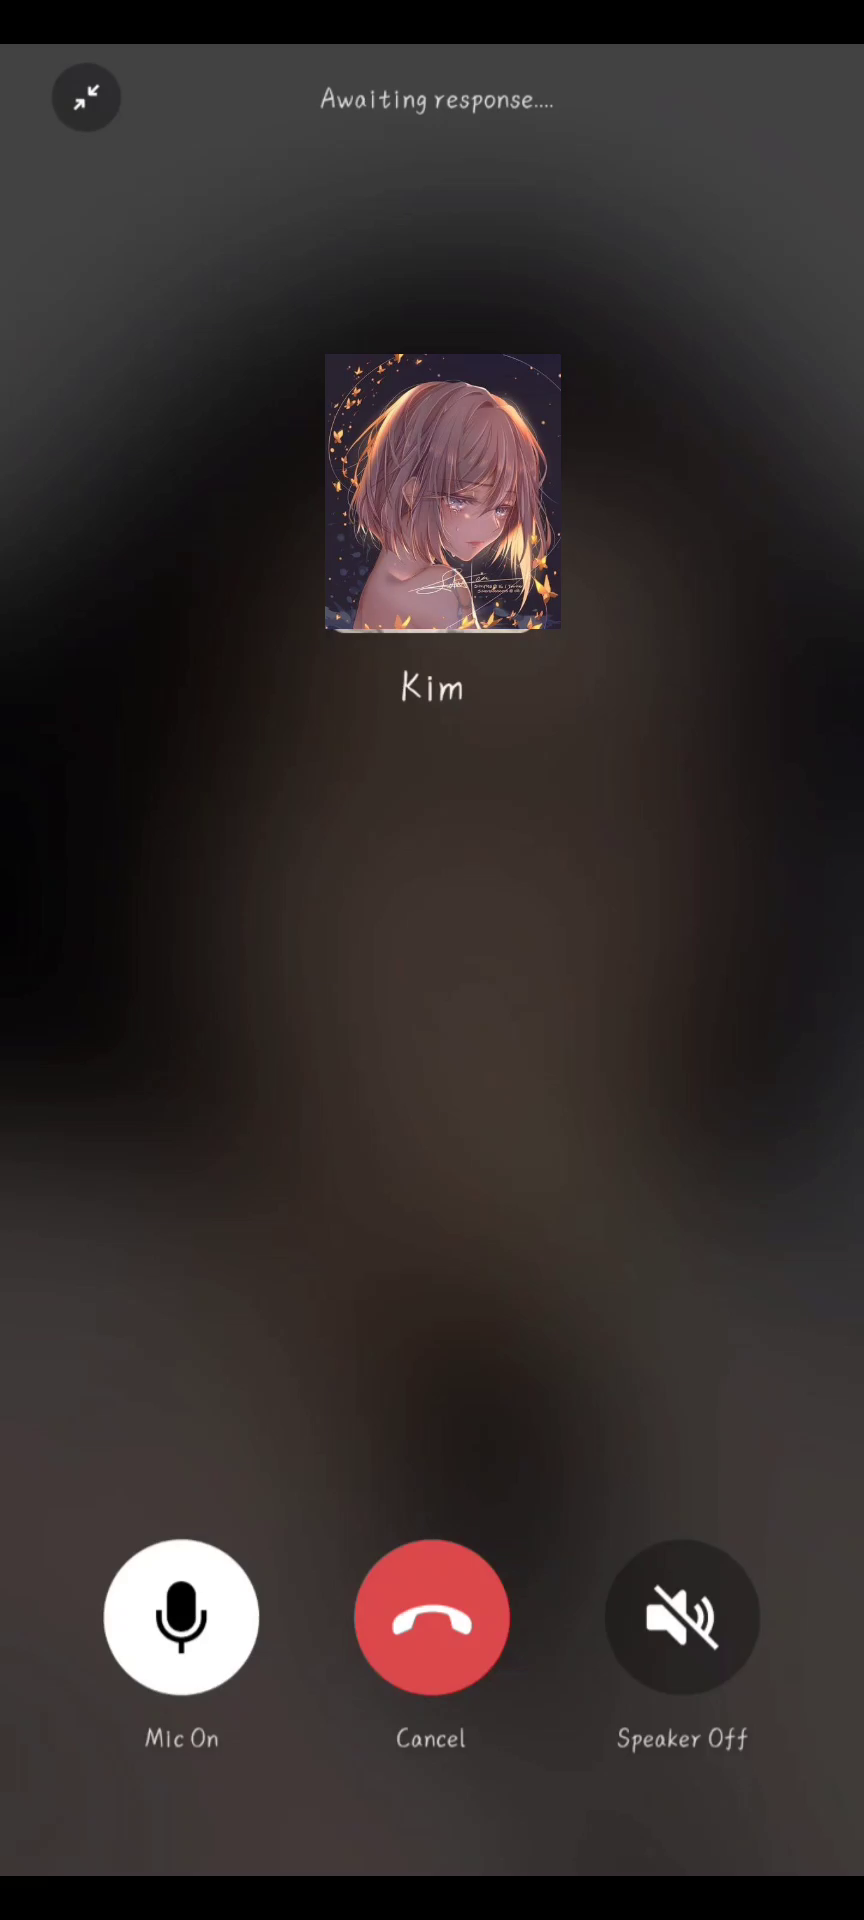 Awaiting response....
Kim
Mic On
Cancel
Speaker Off